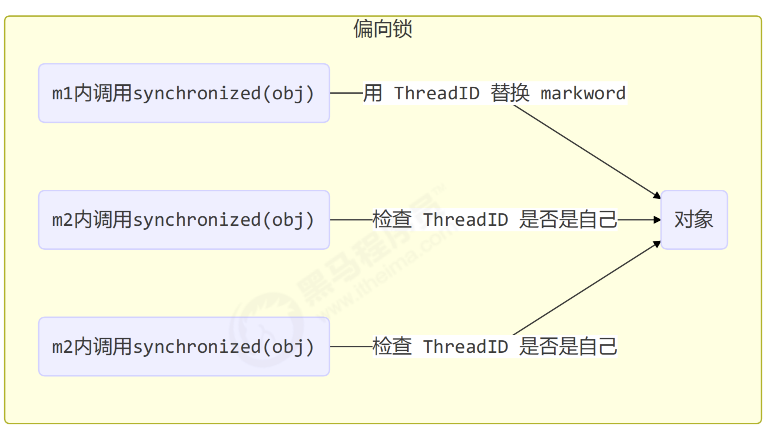 偏向锁
m1内调用synchronized(obj)
用 ThreadID 替换 markword
m2内调用synchronized(obj)
检查 ThreadID 是否是自己
对象
m2内调用synchronized(obj)
检查 ThreadID 是否是自己
黑马程序员™
www.itheima.com